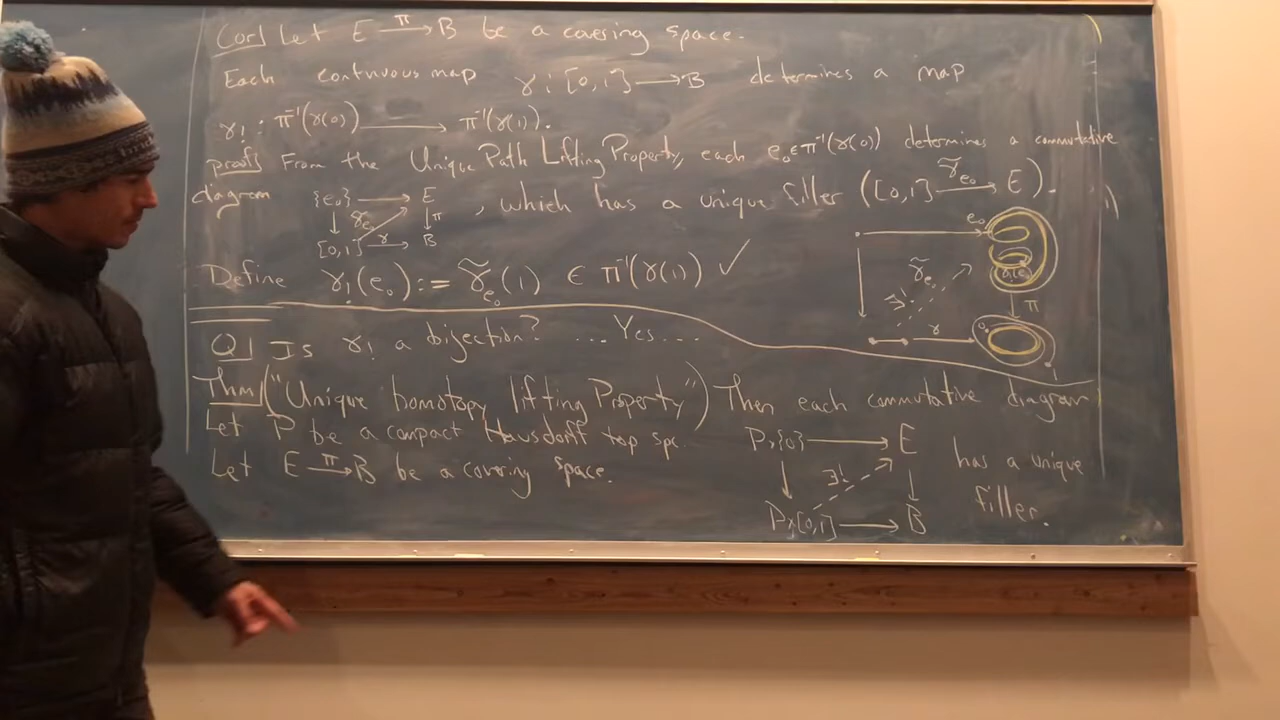 Cor] Let E —π→ B be a covering space.
Each continuous map γ: [0,1] → B determines a map
γ! : π⁻¹(γ(0)) → π⁻¹(γ(1)).
proof] From the Unique Path Lifting Property, each e₀∈π⁻¹(γ(0)) determines a commutative
diagram {e₀} → E , which has a unique filler ([0,1] —γ̃e₀→ E).
γ̃e₀ ↓π
[0,1] —γ→ B
Define γ!(e₀) := γ̃e₀(1) ∈ π⁻¹(γ(1)) ✓
e₀
γ̃e₀
∃!
π
γ
Q] Is γ! a bijection? ...Yes...
Thm] ("Unique homotopy lifting Property") Then each commutative diagram
Let P be a compact Hausdorff top spc.
Let E —π→ B be a covering space.
P×{0} → E
∃!
P×[0,1] → B
has a unique
filler.